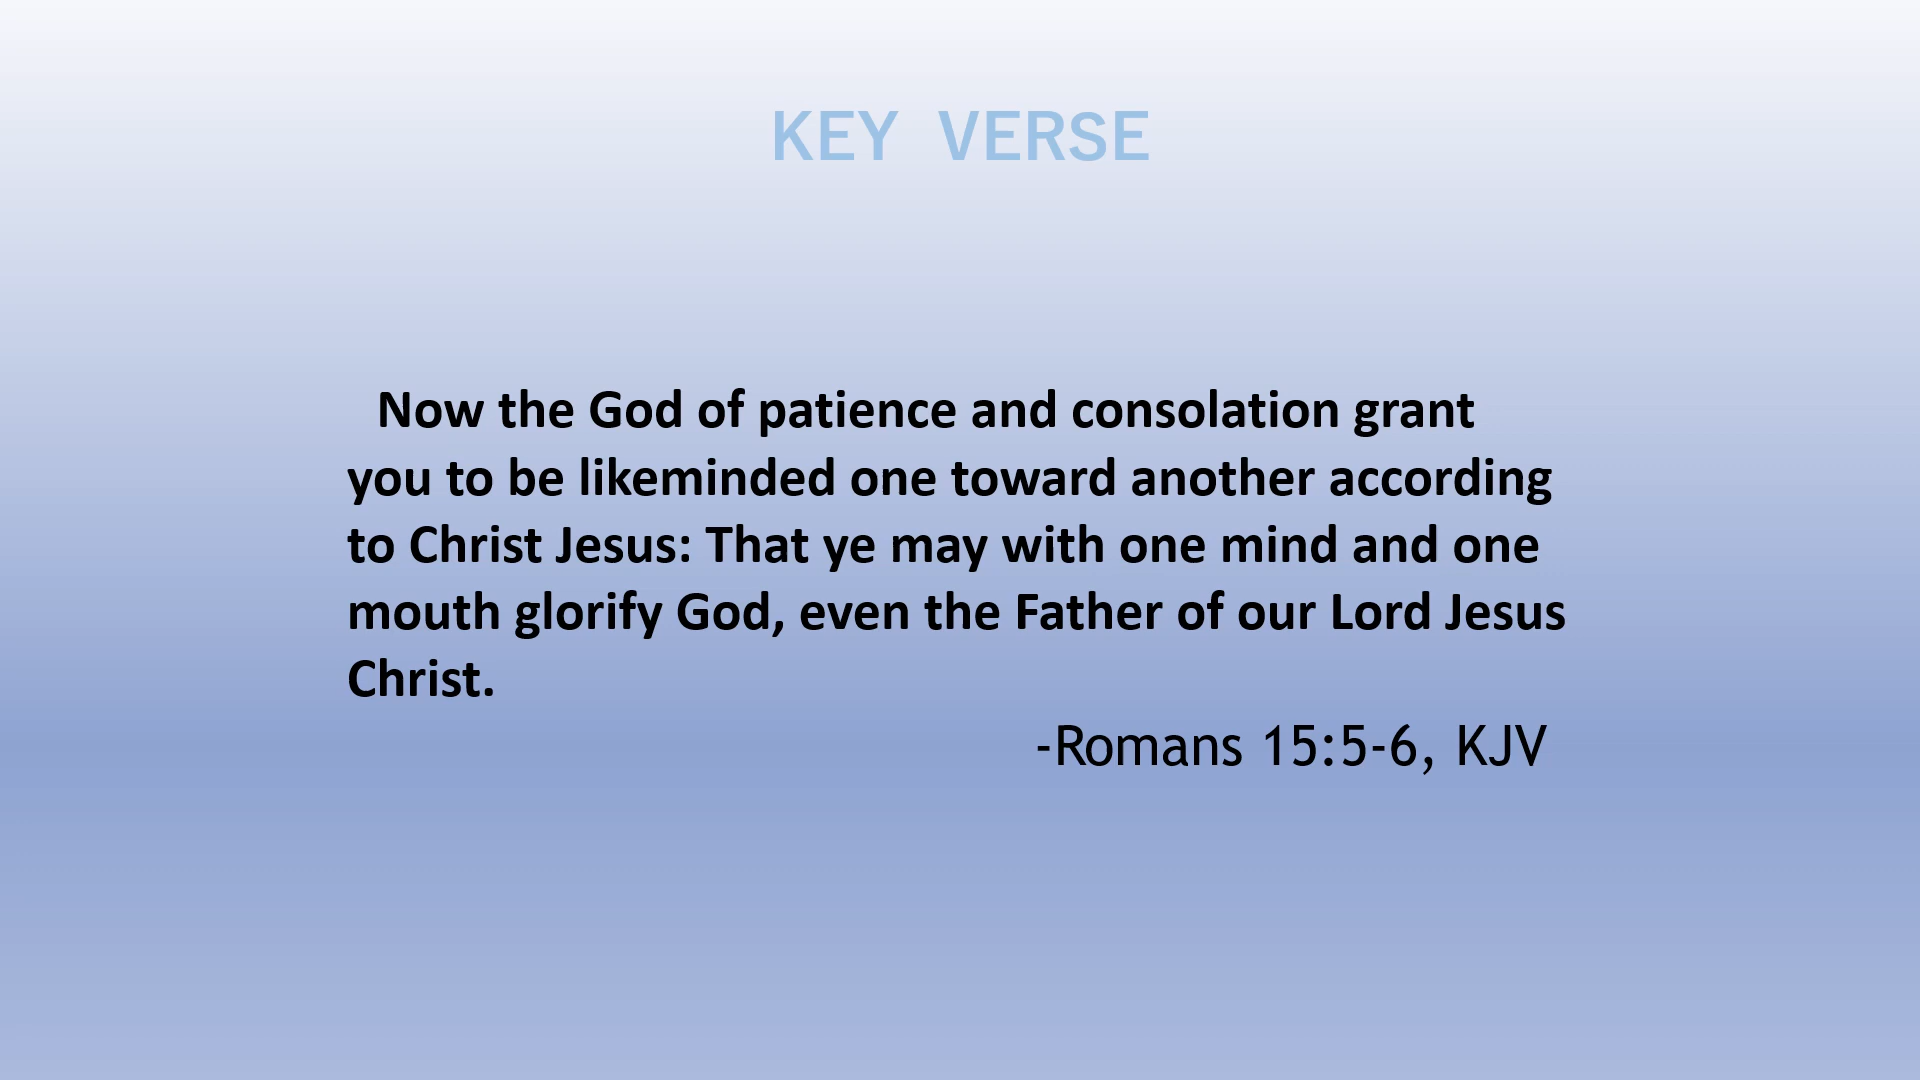 KEY VERSE
Now the God of patience and consolation grant
you to be likeminded one toward another according
to Christ Jesus: That ye may with one mind and one
mouth glorify God, even the Father of our Lord Jesus
Christ.
-Romans 15:5-6, KJV